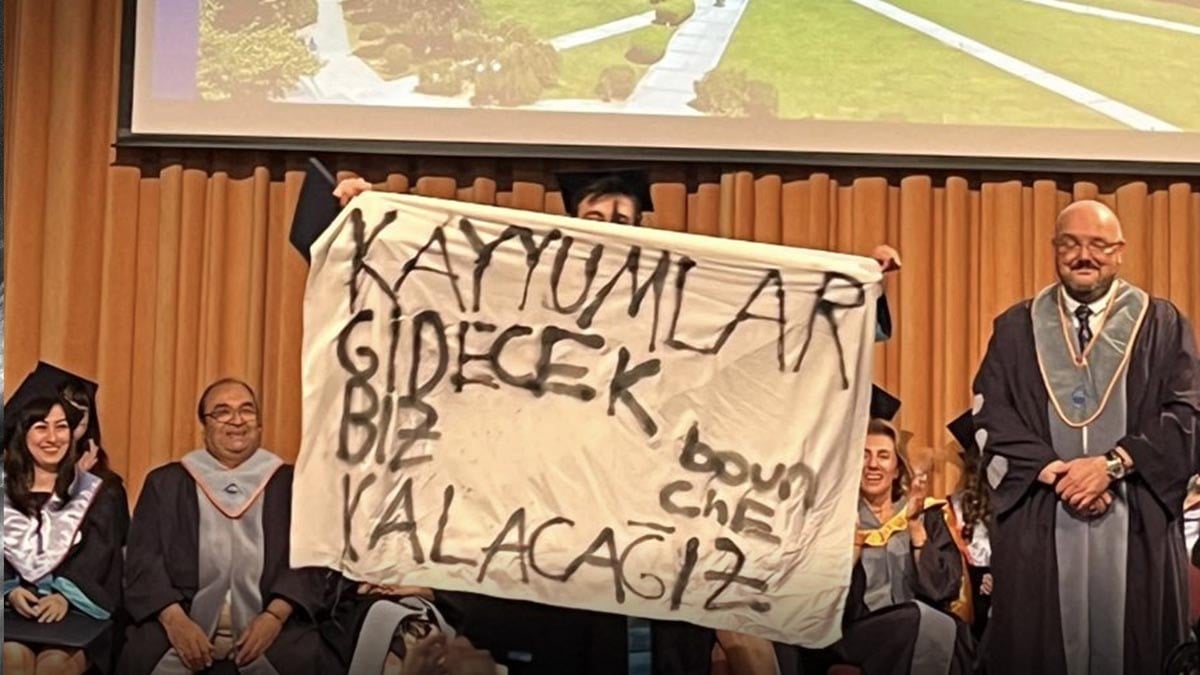 KAYYUMLAR
GİDECEK
BİZ
KALACAĞIZ
boun
ChE